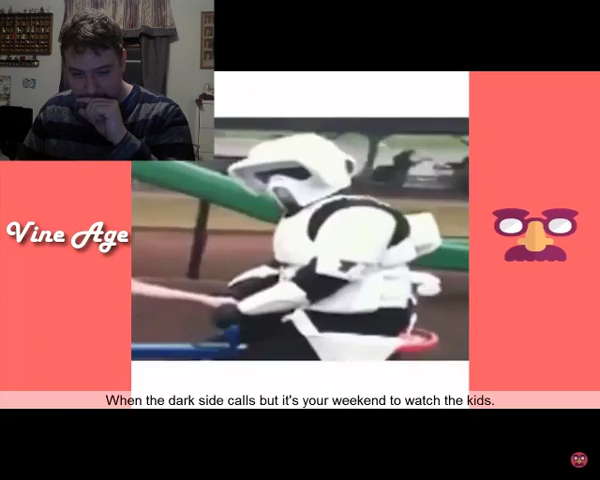 Vine Age
When the dark side calls but it's your weekend to watch the kids.